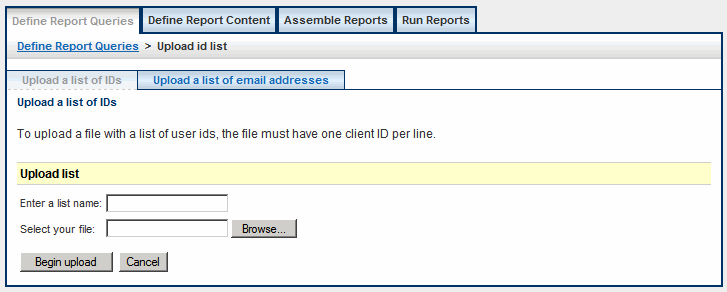 Define Report Queries Define Report Content Assemble Reports Run Reports
Define Report Queries > Upload id list
Upload a list of IDs Upload a list of email addresses
Upload a list of IDs
To upload a file with a list of user ids, the file must have one client ID per line.
Upload list
Enter a list name:
Select your file: Browse...
Begin upload Cancel